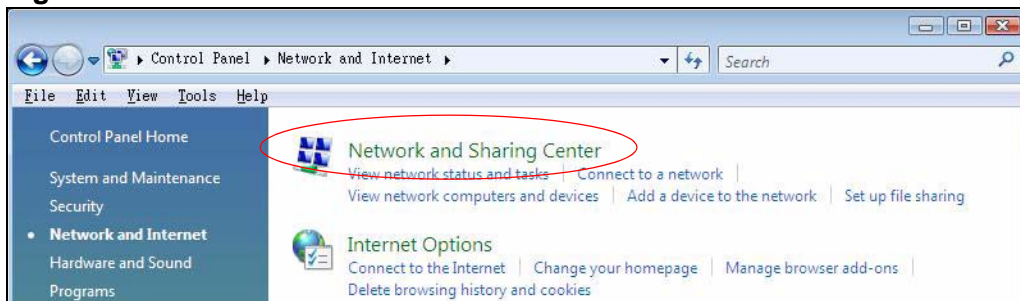 Control Panel ▸ Network and Internet ▸
Search
File Edit View Tools Help
Control Panel Home
System and Maintenance
Security
• Network and Internet
Hardware and Sound
Programs
Network and Sharing Center
View network status and tasks | Connect to a network |
View network computers and devices | Add a device to the network | Set up file sharing
Internet Options
Connect to the Internet | Change your homepage | Manage browser add-ons |
Delete browsing history and cookies